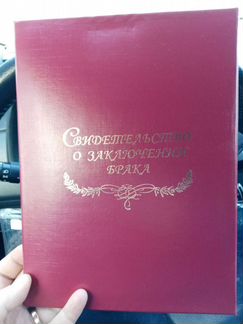 Свидетельство
о заключении
брака